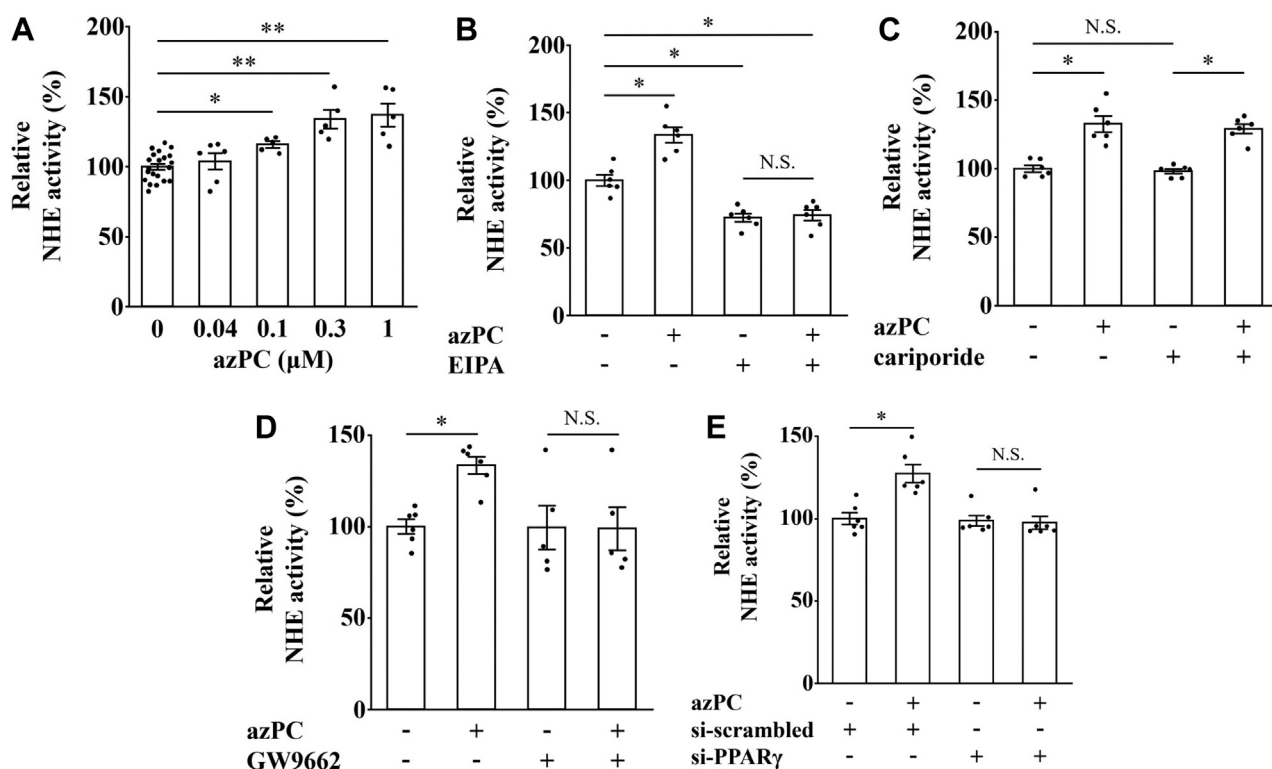 A
Relative
NHE activity (%)
200
150
100
50
0
**
**
*
0 0.04 0.1 0.3 1
azPC (μM)
B
Relative
NHE activity (%)
200
150
100
50
0
*
*
*
N.S.
azPC - + - +
EIPA - - + +
C
Relative
NHE activity (%)
200
150
100
50
0
N.S.
* *
azPC - + - +
cariporide - - + +
D
Relative
NHE activity (%)
150
100
50
0
* N.S.
azPC - + - +
GW9662 - - + +
E
Relative
NHE activity (%)
150
100
50
0
* N.S.
azPC - + - +
si-scrambled + + - -
si-PPARγ - - + +